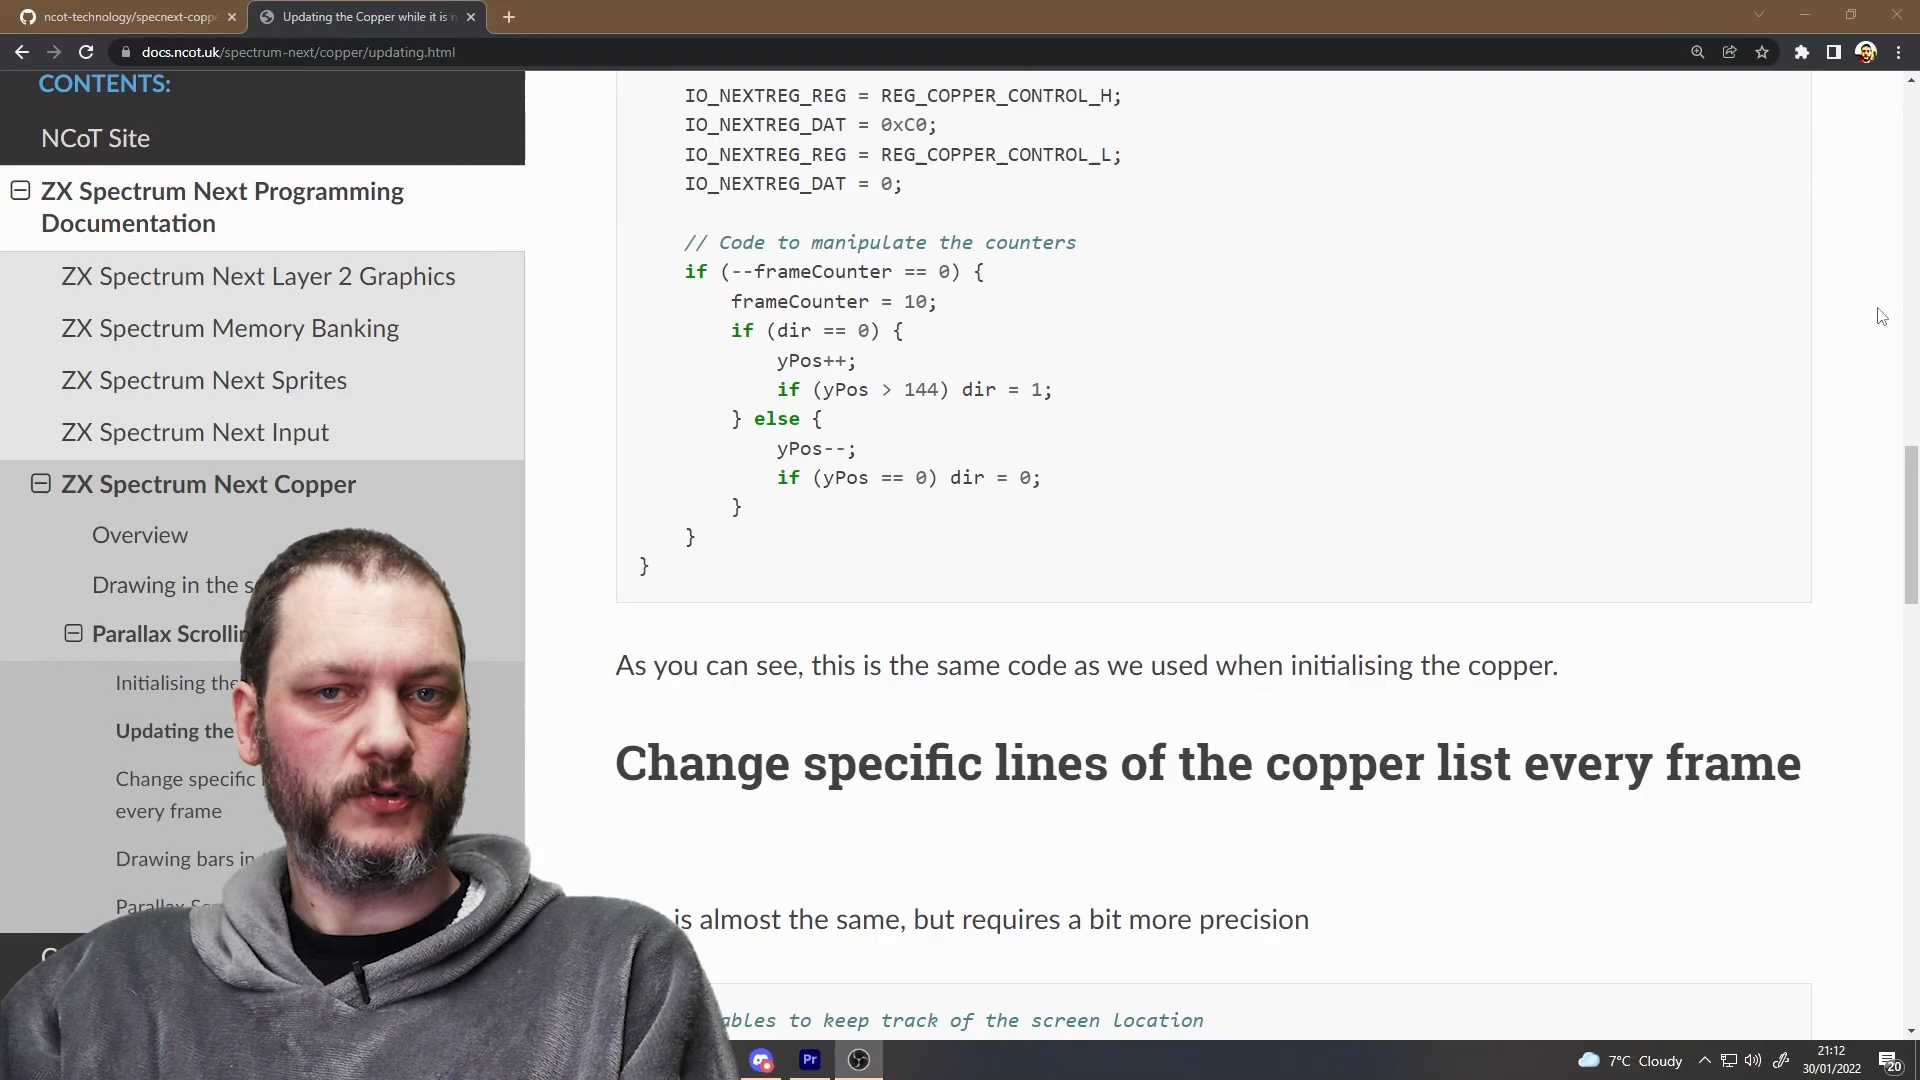 ncot-technology/specnext-coppe
Updating the Copper while it is r
docs.ncot.uk/spectrum-next/copper/updating.html
CONTENTS:
NCoT Site
ZX Spectrum Next Programming
Documentation
ZX Spectrum Next Layer 2 Graphics
ZX Spectrum Memory Banking
ZX Spectrum Next Sprites
ZX Spectrum Next Input
ZX Spectrum Next Copper
Overview
Drawing in the s
Parallax Scrollin
Initialising the
Updating the
Change specific
every frame
Drawing bars in
Parallax
IO_NEXTREG_REG = REG_COPPER_CONTROL_H;
IO_NEXTREG_DAT = 0xC0;
IO_NEXTREG_REG = REG_COPPER_CONTROL_L;
IO_NEXTREG_DAT = 0;
// Code to manipulate the counters
if (--frameCounter == 0) {
frameCounter = 10;
if (dir == 0) {
yPos++;
if (yPos > 144) dir = 1;
} else {
yPos--;
if (yPos == 0) dir = 0;
}
}
}
As you can see, this is the same code as we used when initialising the copper.
Change specific lines of the copper list every frame
is almost the same, but requires a bit more precision
ables to keep track of the screen location
Pr
7°C Cloudy
21:12
30/01/2022
20